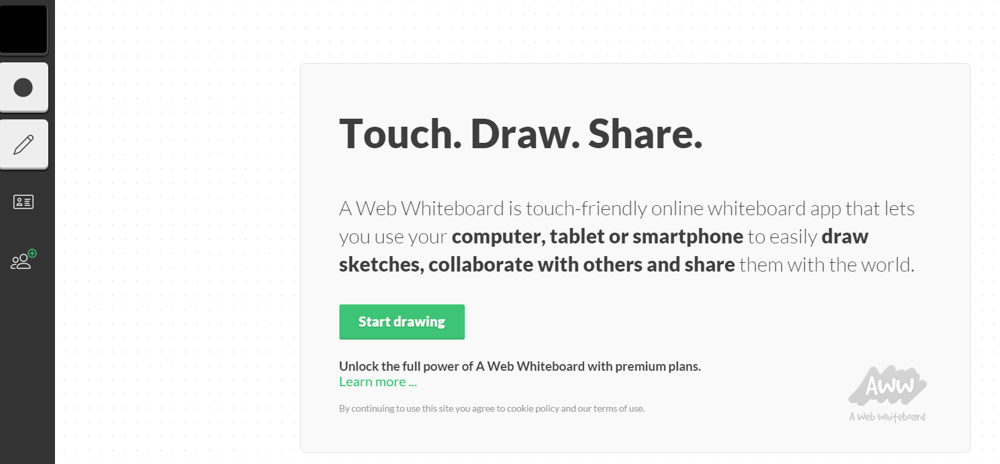 Touch. Draw. Share.
A Web Whiteboard is touch-friendly online whiteboard app that lets
you use your computer, tablet or smartphone to easily draw
sketches, collaborate with others and share them with the world.
Start drawing
Unlock the full power of A Web Whiteboard with premium plans.
Learn more ...
By continuing to use this site you agree to cookie policy and our terms of use.
AWW
A Web Whiteboard